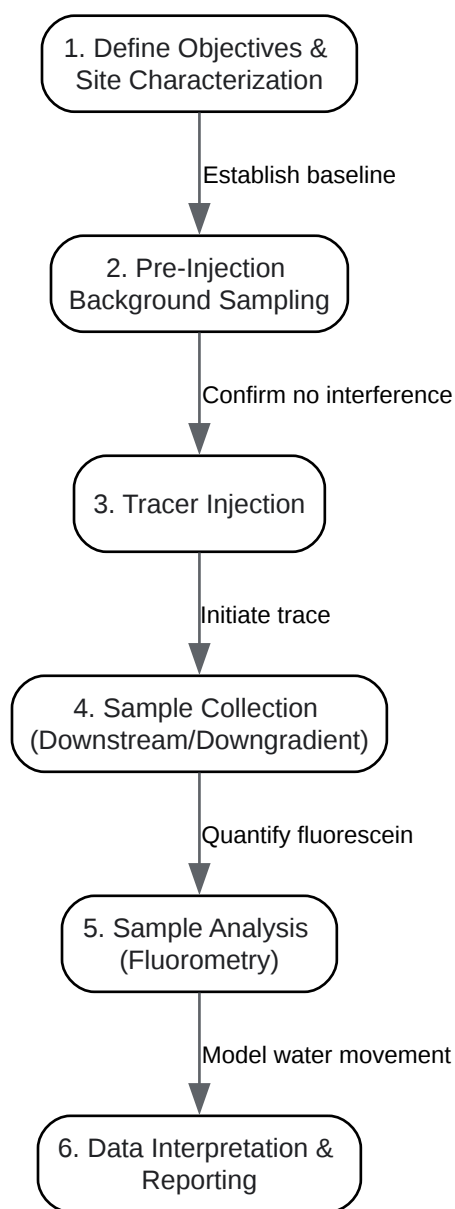 1. Define Objectives &
Site Characterization
Establish baseline
2. Pre-Injection
Background Sampling
Confirm no interference
3. Tracer Injection
Initiate trace
4. Sample Collection
(Downstream/Downgradient)
Quantify fluorescein
5. Sample Analysis
(Fluorometry)
Model water movement
6. Data Interpretation &
Reporting